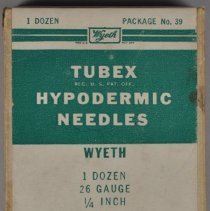 1 DOZEN PACKAGE No. 39
Wyeth
TUBEX
REG. U. S. PAT. OFF.
HYPODERMIC
NEEDLES
WYETH
1 DOZEN
26 GAUGE
1/4 INCH